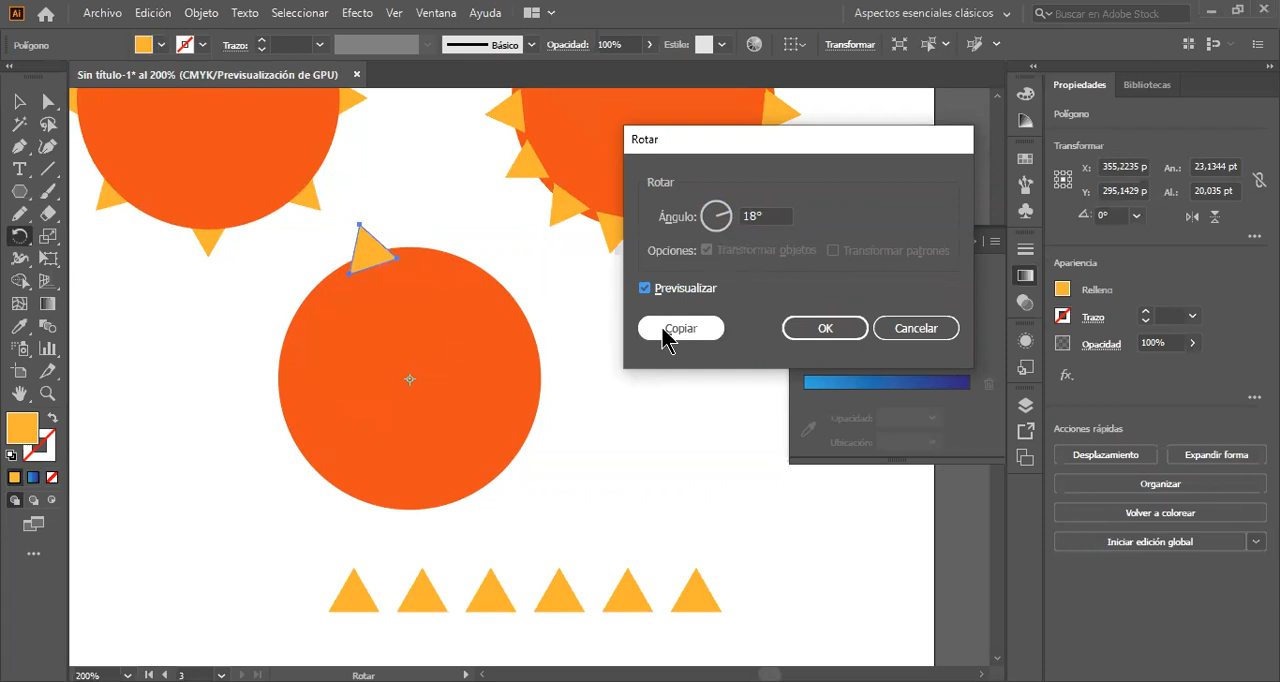 Ai Archivo Edición Objeto Texto Seleccionar Efecto Ver Ventana Ayuda Aspectos esenciales clásicos Buscar en Adobe Stock
Polígono Trazo: Básico Opacidad: 100% Estilo: Transformar
Sin título-1* al 200% (CMYK/Previsualización de GPU) ×
Propiedades Bibliotecas
Polígono
Transformar
X: 355,2235 p An.: 23,1344 pt
Y: 295,1429 p Al.: 20,035 pt
0°
Apariencia
Relleno
Trazo
Opacidad 100%
fx
Acciones rápidas
Desplazamiento Expandir forma
Organizar
Volver a colorear
Iniciar edición global
Rotar
Rotar
Ángulo: 18°
Opciones: Transformar objetos Transformar patrones
Previsualizar
Copiar OK Cancelar
Opacidad:
Ubicación:
200% 3 Rotar